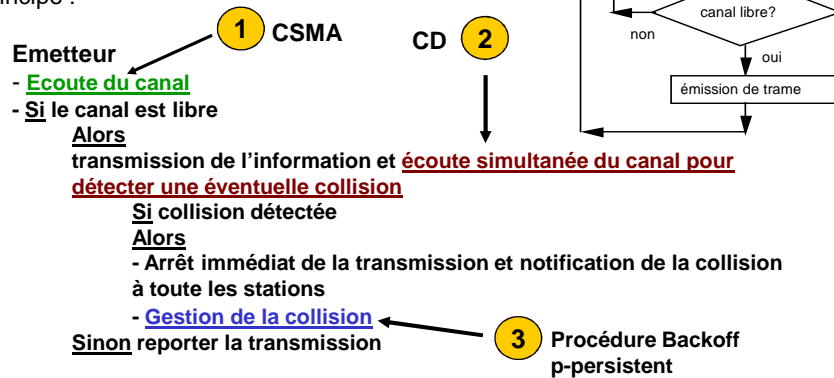 1 CSMA
CD 2
Emetteur
- Ecoute du canal
- Si le canal est libre
Alors
transmission de l'information et écoute simultanée du canal pour
détecter une éventuelle collision
Si collision détectée
Alors
- Arrêt immédiat de la transmission et notification de la collision
à toute les stations
- Gestion de la collision
Sinon reporter la transmission
3 Procédure Backoff
p-persistent
canal libre?
non
oui
émission de trame